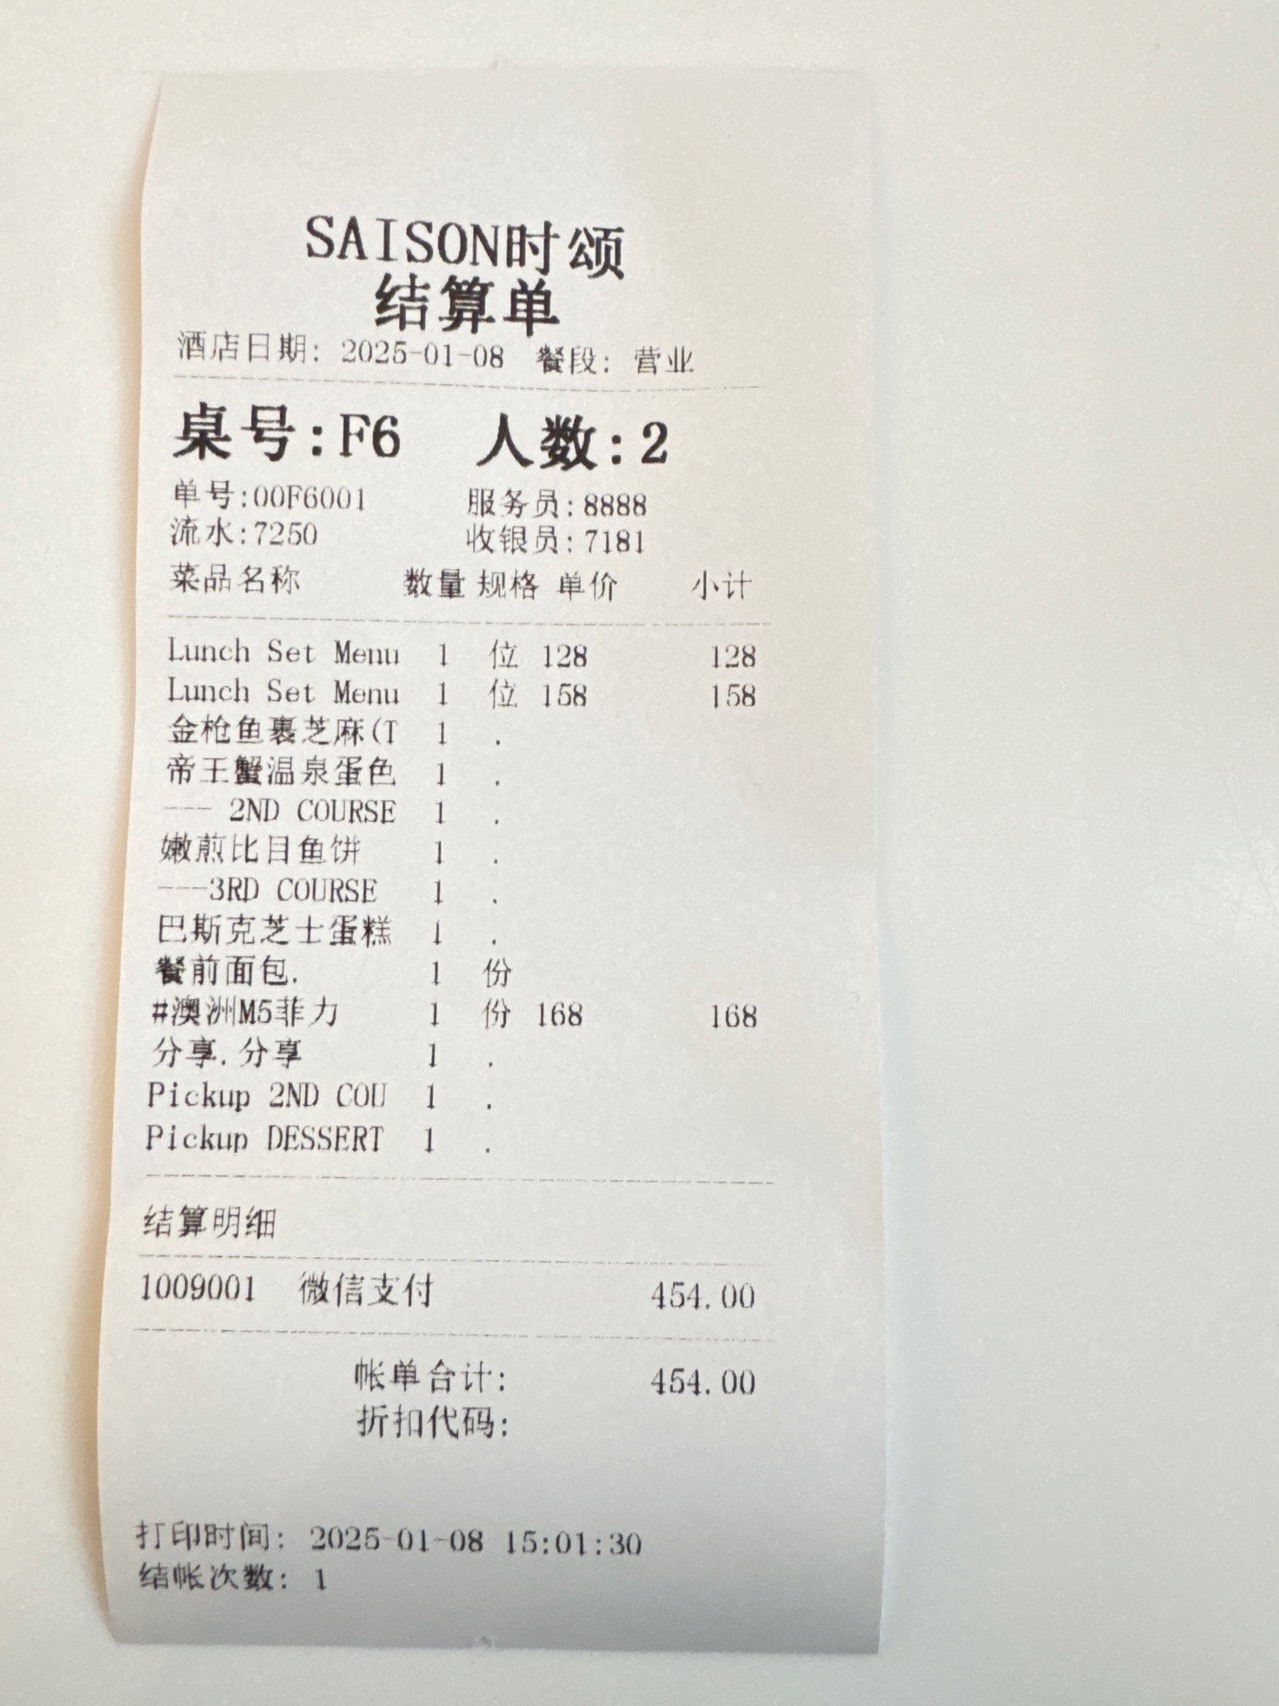 SAISON时颂
结算单
酒店日期: 2025-01-08 餐段: 营业
桌号:F6 人数:2
单号:00F6001 服务员:8888
流水:7250 收银员:7181
菜品名称 数量 规格 单价 小计
Lunch Set Menu 1 位 128 128
Lunch Set Menu 1 位 158 158
金枪鱼裹芝麻(T 1 .
帝王蟹温泉蛋色 1 .
--- 2ND COURSE 1 .
嫩煎比目鱼饼 1 .
---3RD COURSE 1 .
巴斯克芝士蛋糕 1 .
餐前面包. 1 份
#澳洲M5菲力 1 份 168 168
分享.分享 1 .
Pickup 2ND COU 1 .
Pickup DESSERT 1 .
结算明细
1009001 微信支付 454.00
帐单合计: 454.00
折扣代码:
打印时间: 2025-01-08 15:01:30
结帐次数: 1